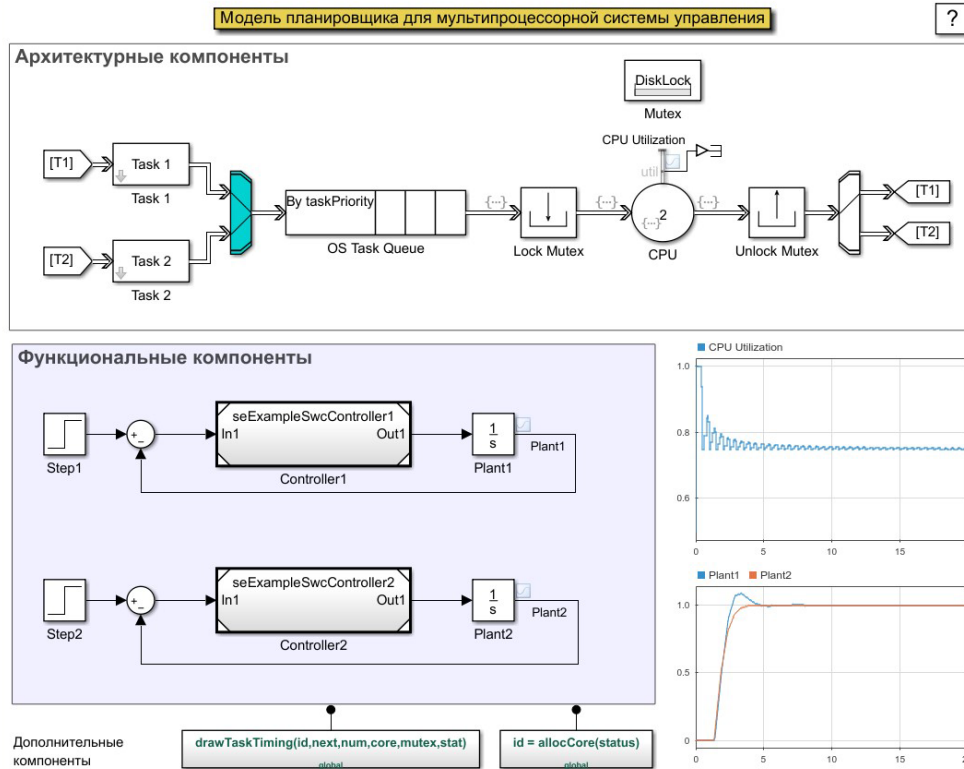 Модель планировщика для мультипроцессорной системы управления
?
Архитектурные компоненты
DiskLock
Mutex
CPU Utilization
util
[T1]
Task 1
Task 1
[T2]
Task 2
Task 2
By taskPriority
OS Task Queue
{...}
Lock Mutex
{...}
2
{...}
CPU
{...}
Unlock Mutex
[T1]
[T2]
Функциональные компоненты
Step1
+
-
seExampleSwcController1
In1
Out1
Controller1
1
s
Plant1
Plant1
Step2
+
-
seExampleSwcController2
In1
Out1
Controller2
1
s
Plant2
Plant2
CPU Utilization
1.0
0.8
0.6
0
5
10
15
Plant1
Plant2
1.0
0.5
0
0
5
10
15
Дополнительные
компоненты
drawTaskTiming(id,next,num,core,mutex,stat)
global
id = allocCore(status)
global